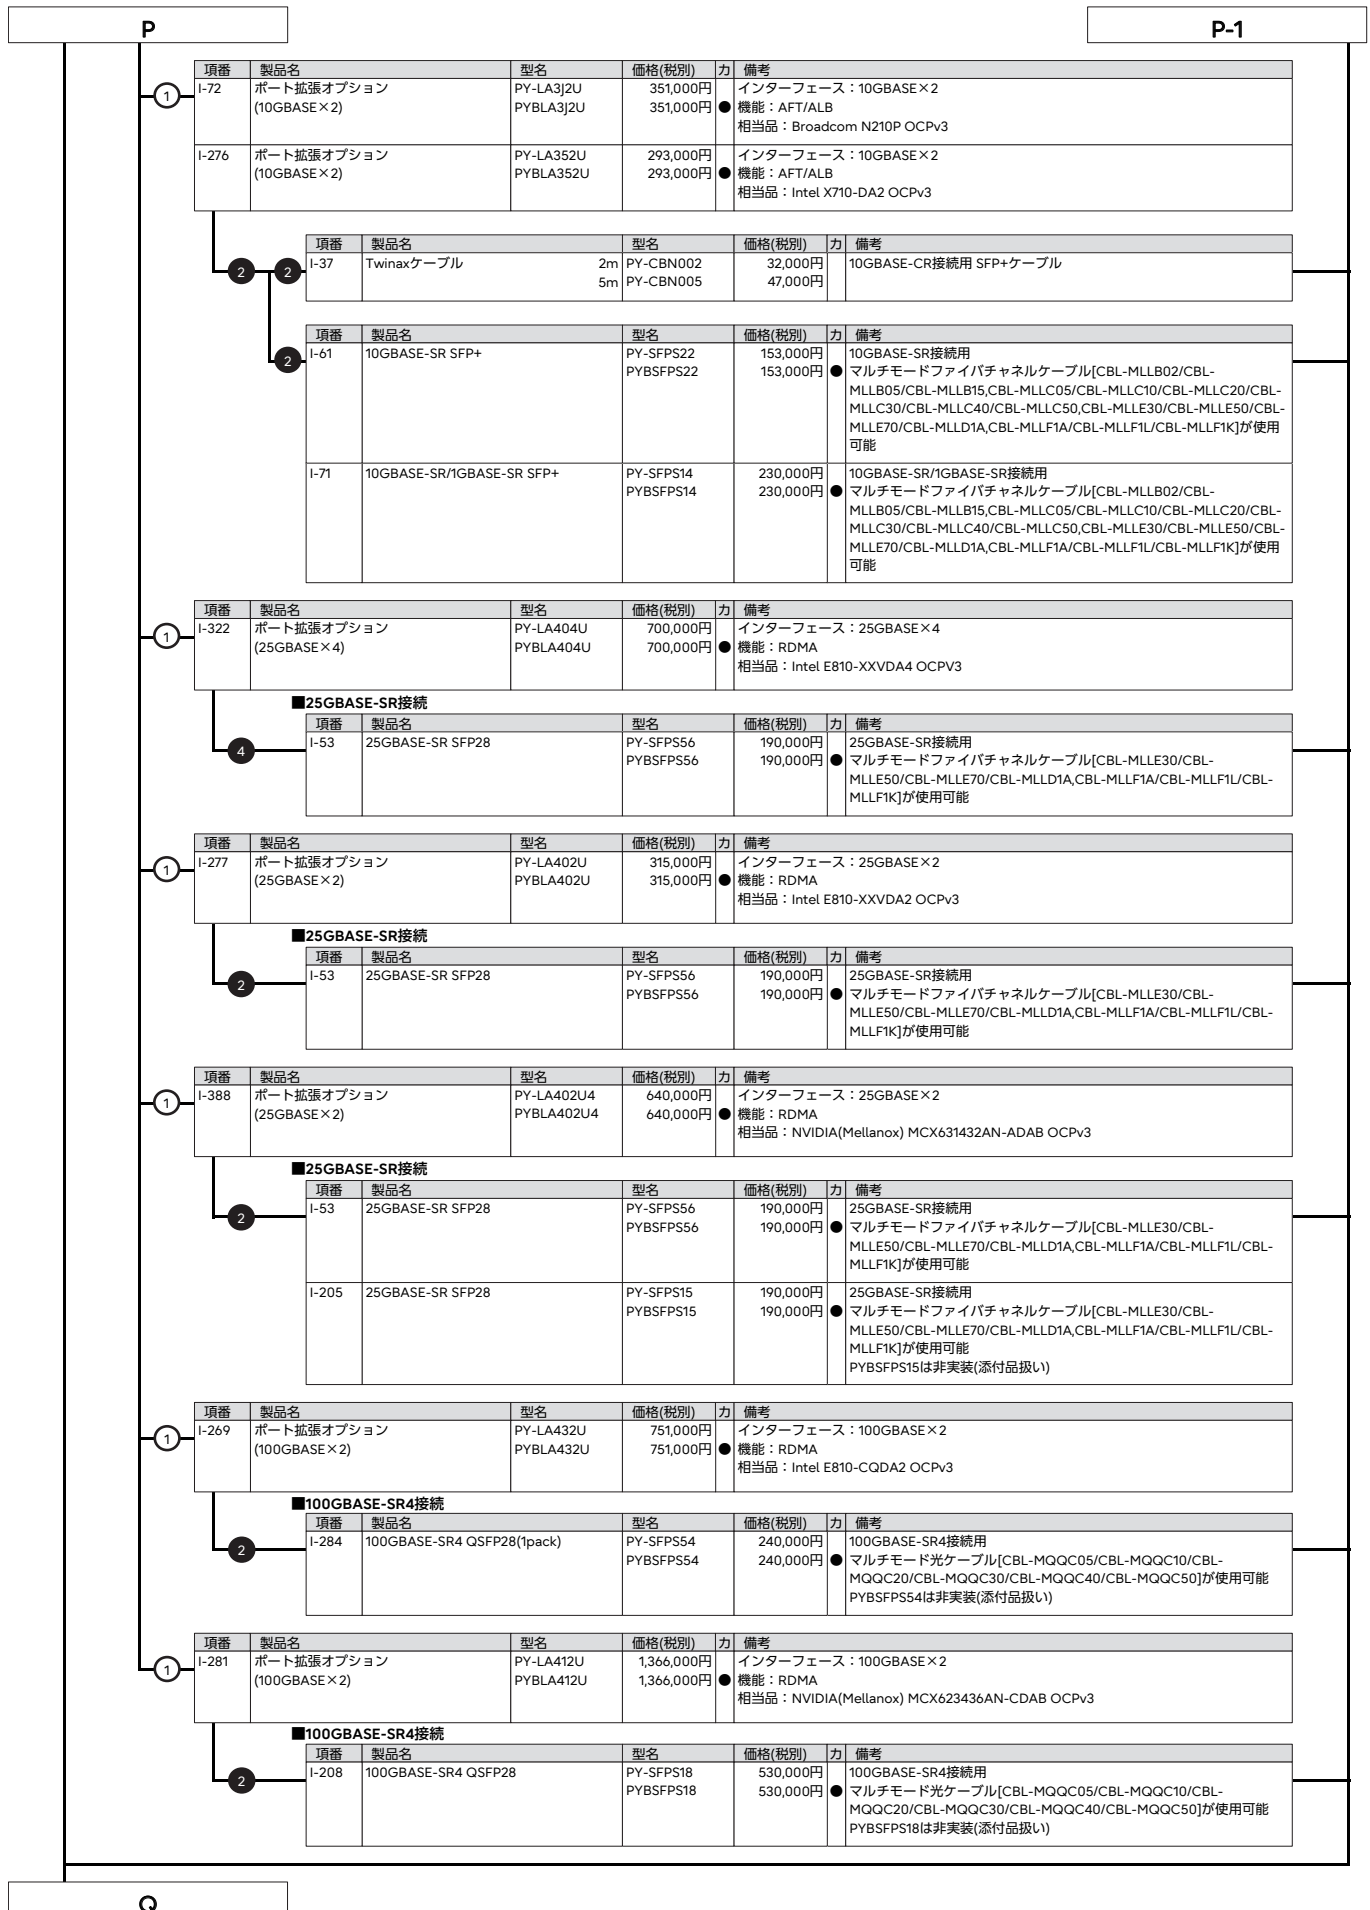 P
P-1
項番 製品名 型名 価格(税別) カ 備考
① I-72 ポート拡張オプション PY-LA3J2U 351,000円 インターフェース：10GBASE×2
(10GBASE×2) PYBLA3J2U 351,000円 ● 機能：AFT/ALB
相当品：Broadcom N210P OCPv3
I-276 ポート拡張オプション PY-LA352U 293,000円 インターフェース：10GBASE×2
(10GBASE×2) PYBLA352U 293,000円 ● 機能：AFT/ALB
相当品：Intel X710-DA2 OCPv3
項番 製品名 型名 価格(税別) カ 備考
2 2 I-37 Twinaxケーブル 2m PY-CBN002 32,000円 10GBASE-CR接続用 SFP+ケーブル
5m PY-CBN005 47,000円
項番 製品名 型名 価格(税別) カ 備考
2 I-61 10GBASE-SR SFP+ PY-SFPS22 153,000円 10GBASE-SR接続用
PYBSFPS22 153,000円 ● マルチモードファイバチャネルケーブル[CBL-MLLB02/CBL-
MLLB05/CBL-MLLB15,CBL-MLLC05/CBL-MLLC10/CBL-MLLC20/CBL-
MLLC30/CBL-MLLC40/CBL-MLLC50,CBL-MLLE30/CBL-MLLE50/CBL-
MLLE70/CBL-MLLD1A,CBL-MLLF1A/CBL-MLLF1L/CBL-MLLF1K]が使用
可能
I-71 10GBASE-SR/1GBASE-SR SFP+ PY-SFPS14 230,000円 10GBASE-SR/1GBASE-SR接続用
PYBSFPS14 230,000円 ● マルチモードファイバチャネルケーブル[CBL-MLLB02/CBL-
MLLB05/CBL-MLLB15,CBL-MLLC05/CBL-MLLC10/CBL-MLLC20/CBL-
MLLC30/CBL-MLLC40/CBL-MLLC50,CBL-MLLE30/CBL-MLLE50/CBL-
MLLE70/CBL-MLLD1A,CBL-MLLF1A/CBL-MLLF1L/CBL-MLLF1K]が使用
可能
項番 製品名 型名 価格(税別) カ 備考
① I-322 ポート拡張オプション PY-LA404U 700,000円 インターフェース：25GBASE×4
(25GBASE×4) PYBLA404U 700,000円 ● 機能：RDMA
相当品：Intel E810-XXVDA4 OCPV3
■25GBASE-SR接続
項番 製品名 型名 価格(税別) カ 備考
4 I-53 25GBASE-SR SFP28 PY-SFPS56 190,000円 25GBASE-SR接続用
PYBSFPS56 190,000円 ● マルチモードファイバチャネルケーブル[CBL-MLLE30/CBL-
MLLE50/CBL-MLLE70/CBL-MLLD1A,CBL-MLLF1A/CBL-MLLF1L/CBL-
MLLF1K]が使用可能
項番 製品名 型名 価格(税別) カ 備考
① I-277 ポート拡張オプション PY-LA402U 315,000円 インターフェース：25GBASE×2
(25GBASE×2) PYBLA402U 315,000円 ● 機能：RDMA
相当品：Intel E810-XXVDA2 OCPv3
■25GBASE-SR接続
項番 製品名 型名 価格(税別) カ 備考
2 I-53 25GBASE-SR SFP28 PY-SFPS56 190,000円 25GBASE-SR接続用
PYBSFPS56 190,000円 ● マルチモードファイバチャネルケーブル[CBL-MLLE30/CBL-
MLLE50/CBL-MLLE70/CBL-MLLD1A,CBL-MLLF1A/CBL-MLLF1L/CBL-
MLLF1K]が使用可能
項番 製品名 型名 価格(税別) カ 備考
① I-388 ポート拡張オプション PY-LA402U4 640,000円 インターフェース：25GBASE×2
(25GBASE×2) PYBLA402U4 640,000円 ● 機能：RDMA
相当品：NVIDIA(Mellanox) MCX631432AN-ADAB OCPv3
■25GBASE-SR接続
項番 製品名 型名 価格(税別) カ 備考
2 I-53 25GBASE-SR SFP28 PY-SFPS56 190,000円 25GBASE-SR接続用
PYBSFPS56 190,000円 ● マルチモードファイバチャネルケーブル[CBL-MLLE30/CBL-
MLLE50/CBL-MLLE70/CBL-MLLD1A,CBL-MLLF1A/CBL-MLLF1L/CBL-
MLLF1K]が使用可能
I-205 25GBASE-SR SFP28 PY-SFPS15 190,000円 25GBASE-SR接続用
PYBSFPS15 190,000円 ● マルチモードファイバチャネルケーブル[CBL-MLLE30/CBL-
MLLE50/CBL-MLLE70/CBL-MLLD1A,CBL-MLLF1A/CBL-MLLF1L/CBL-
MLLF1K]が使用可能
PYBSFPS15は非実装(添付品扱い)
項番 製品名 型名 価格(税別) カ 備考
① I-269 ポート拡張オプション PY-LA432U 751,000円 インターフェース：100GBASE×2
(100GBASE×2) PYBLA432U 751,000円 ● 機能：RDMA
相当品：Intel E810-CQDA2 OCPv3
■100GBASE-SR4接続
項番 製品名 型名 価格(税別) カ 備考
2 I-284 100GBASE-SR4 QSFP28(1pack) PY-SFPS54 240,000円 100GBASE-SR4接続用
PYBSFPS54 240,000円 ● マルチモード光ケーブル[CBL-MQQC05/CBL-MQQC10/CBL-
MQQC20/CBL-MQQC30/CBL-MQQC40/CBL-MQQC50]が使用可能
PYBSFPS54は非実装(添付品扱い)
項番 製品名 型名 価格(税別) カ 備考
① I-281 ポート拡張オプション PY-LA412U 1,366,000円 インターフェース：100GBASE×2
(100GBASE×2) PYBLA412U 1,366,000円 ● 機能：RDMA
相当品：NVIDIA(Mellanox) MCX623436AN-CDAB OCPv3
■100GBASE-SR4接続
項番 製品名 型名 価格(税別) カ 備考
2 I-208 100GBASE-SR4 QSFP28 PY-SFPS18 530,000円 100GBASE-SR4接続用
PYBSFPS18 530,000円 ● マルチモード光ケーブル[CBL-MQQC05/CBL-MQQC10/CBL-
MQQC20/CBL-MQQC30/CBL-MQQC40/CBL-MQQC50]が使用可能
PYBSFPS18は非実装(添付品扱い)
Q